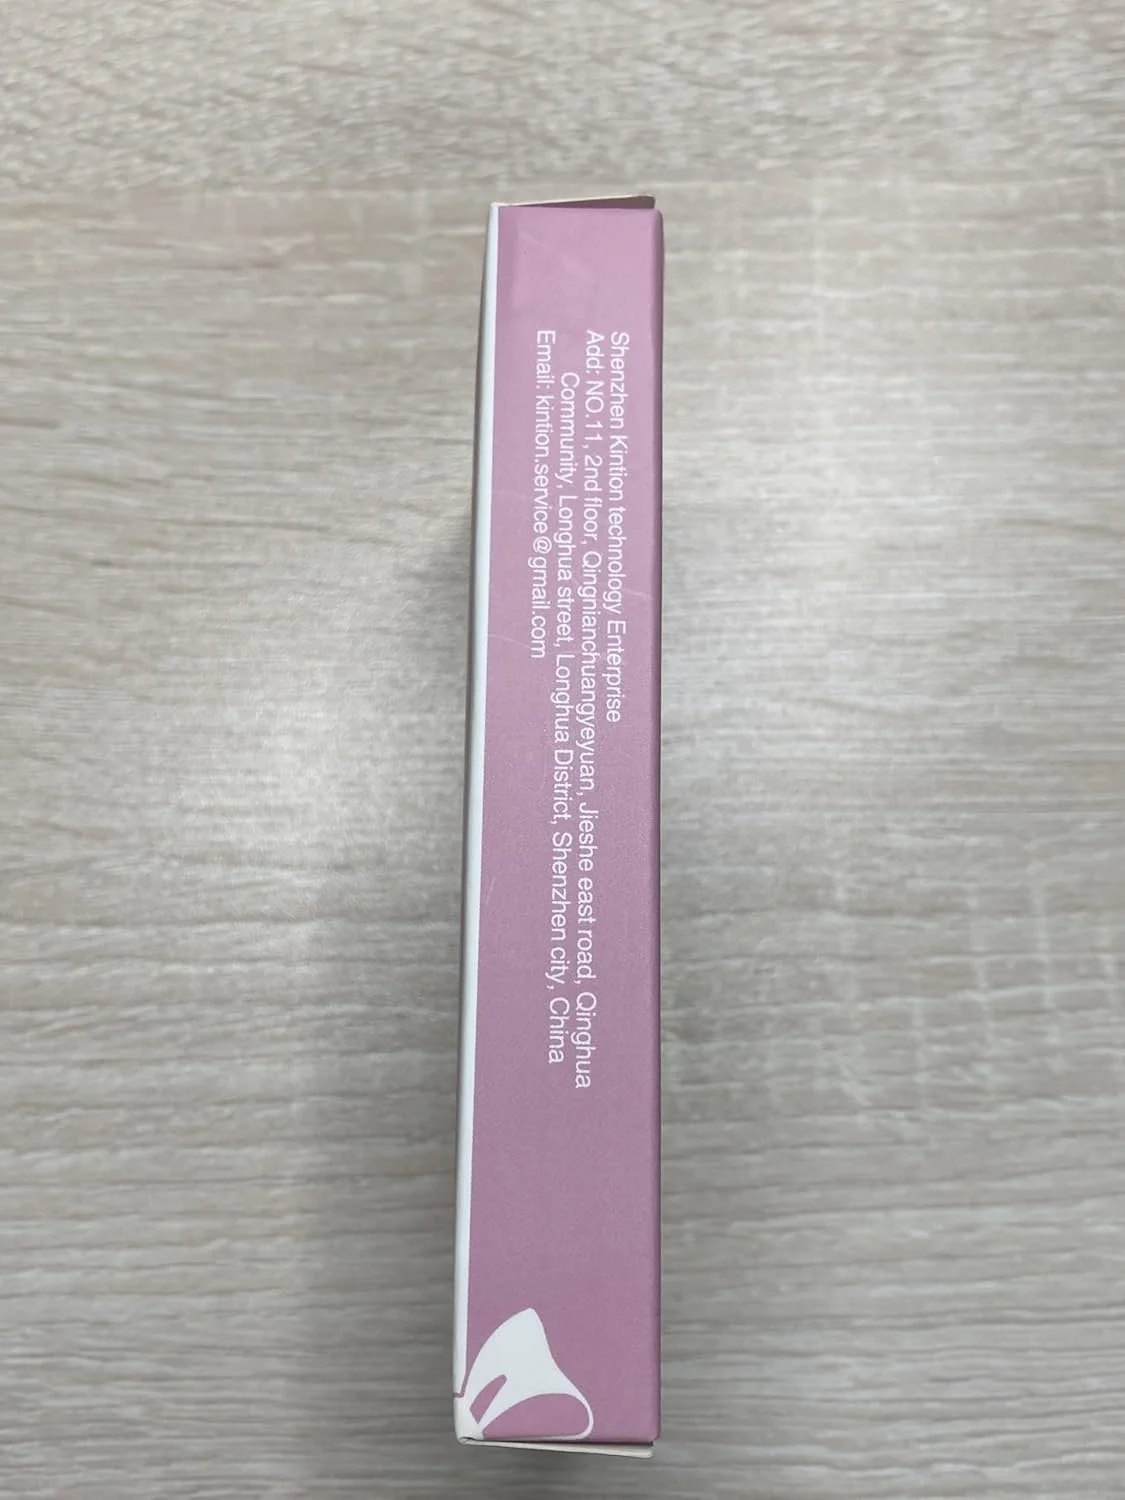 Shenzhen Kintion technology Enterprise
Add: NO.11, 2nd floor, Qingnianchuangyeyuan, Jieshe east road, Qinghua
Community, Longhua street, Longhua District, Shenzhen city, China
Email: kintion.service@gmail.com